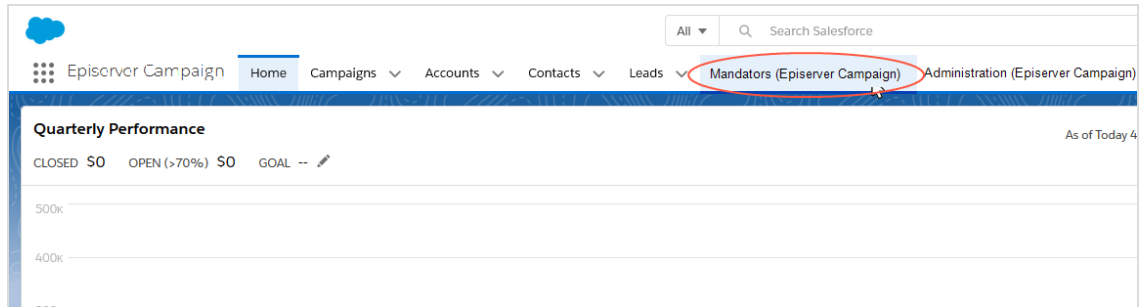 All Search Salesforce
Episerver Campaign Home Campaigns Accounts Contacts Leads Mandators (Episerver Campaign) Administration (Episerver Campaign)
Quarterly Performance
As of Today 4
CLOSED $0 OPEN (>70%) $0 GOAL --
500K
400K